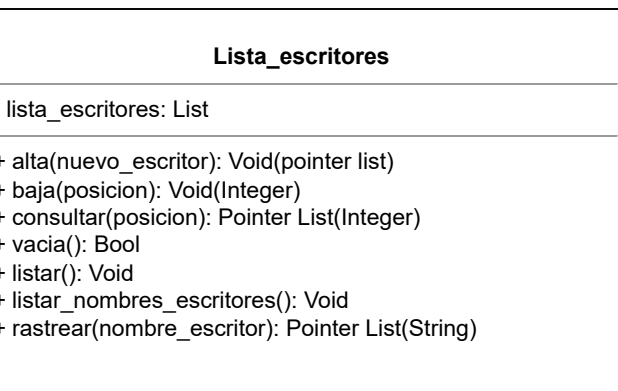 Lista_escritores
lista_escritores: List
+ alta(nuevo_escritor): Void(pointer list)
+ baja(posicion): Void(Integer)
+ consultar(posicion): Pointer List(Integer)
+ vacia(): Bool
+ listar(): Void
+ listar_nombres_escritores(): Void
+ rastrear(nombre_escritor): Pointer List(String)